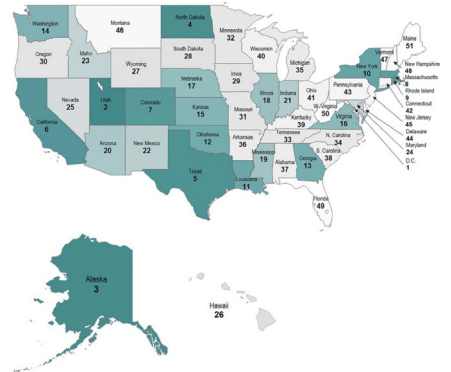 Washington
14
Montana
46
North Dakota
4
Minnesota
32
Maine
51
Oregon
30
Idaho
23
Wyoming
27
South Dakota
28
Wisconsin
40
Michigan
35
Vermont
47
New Hampshire
48
New York
10
Massachusetts
8
Rhode Island
9
Connecticut
42
New Jersey
45
Delaware
44
Maryland
24
D.C.
1
Nevada
25
Utah
2
Colorado
7
Nebraska
17
Iowa
29
Illinois
18
Indiana
21
Ohio
41
Pennsylvania
43
W. Virginia
50
Virginia
16
California
6
Kansas
15
Missouri
31
Kentucky
39
Arizona
20
New Mexico
22
Oklahoma
12
Arkansas
36
Tennessee
33
N. Carolina
34
S. Carolina
38
Texas
5
Louisiana
11
Mississippi
19
Alabama
37
Georgia
13
Florida
49
Alaska
3
Hawaii
26